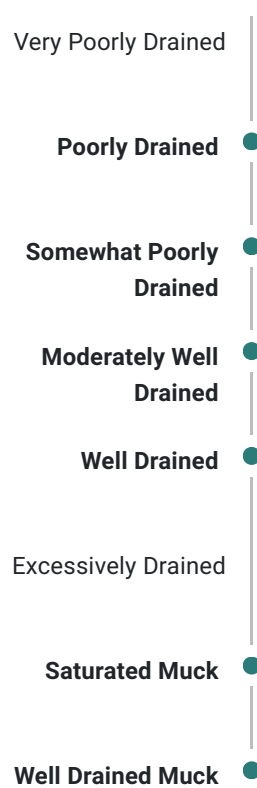 Very Poorly Drained
Poorly Drained
Somewhat Poorly
Drained
Moderately Well
Drained
Well Drained
Excessively Drained
Saturated Muck
Well Drained Muck